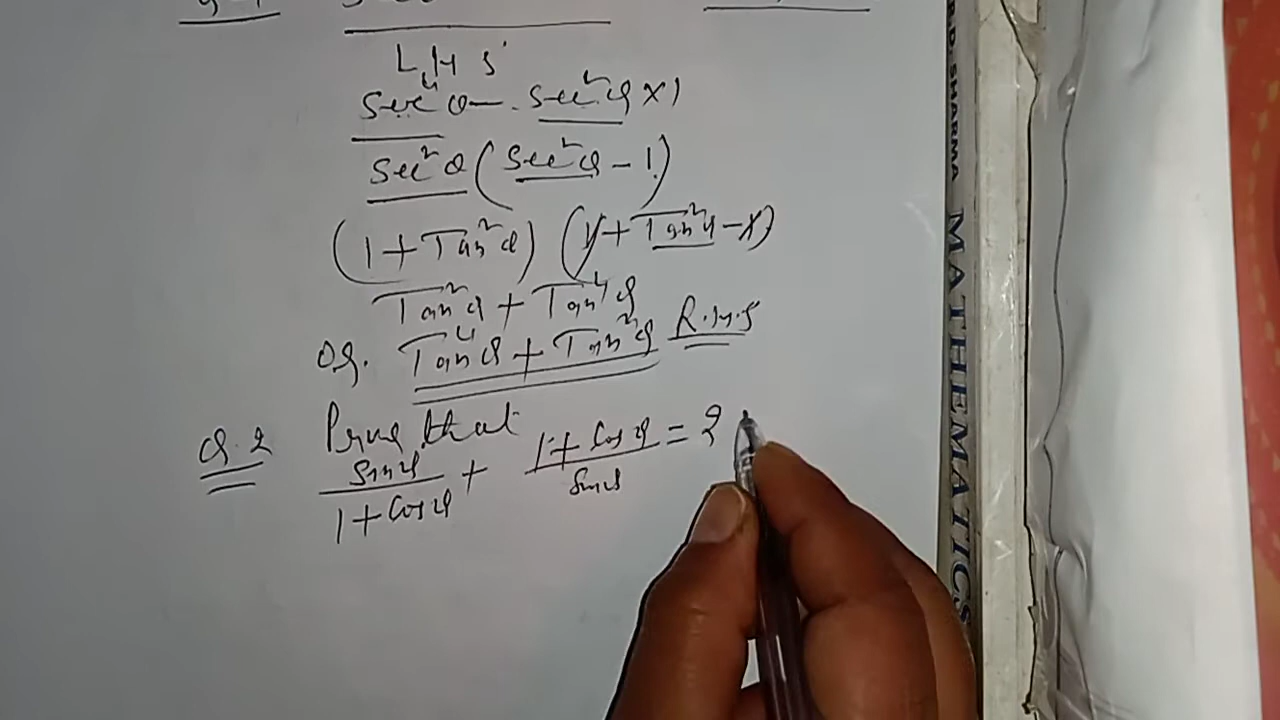 L.H.S
Sec⁴θ - Sec²θ × 1
Sec²θ (Sec²θ - 1)
(1 + Tan²θ) (1 + Tan²θ - 1)
Tan²θ + Tan⁴θ
or. Tan⁴θ + Tan²θ R.H.S
Q.2 Prove that
Sinθ/1+Cosθ + 1+Cosθ/Sinθ = 2
SHARMA MATHEMATICS